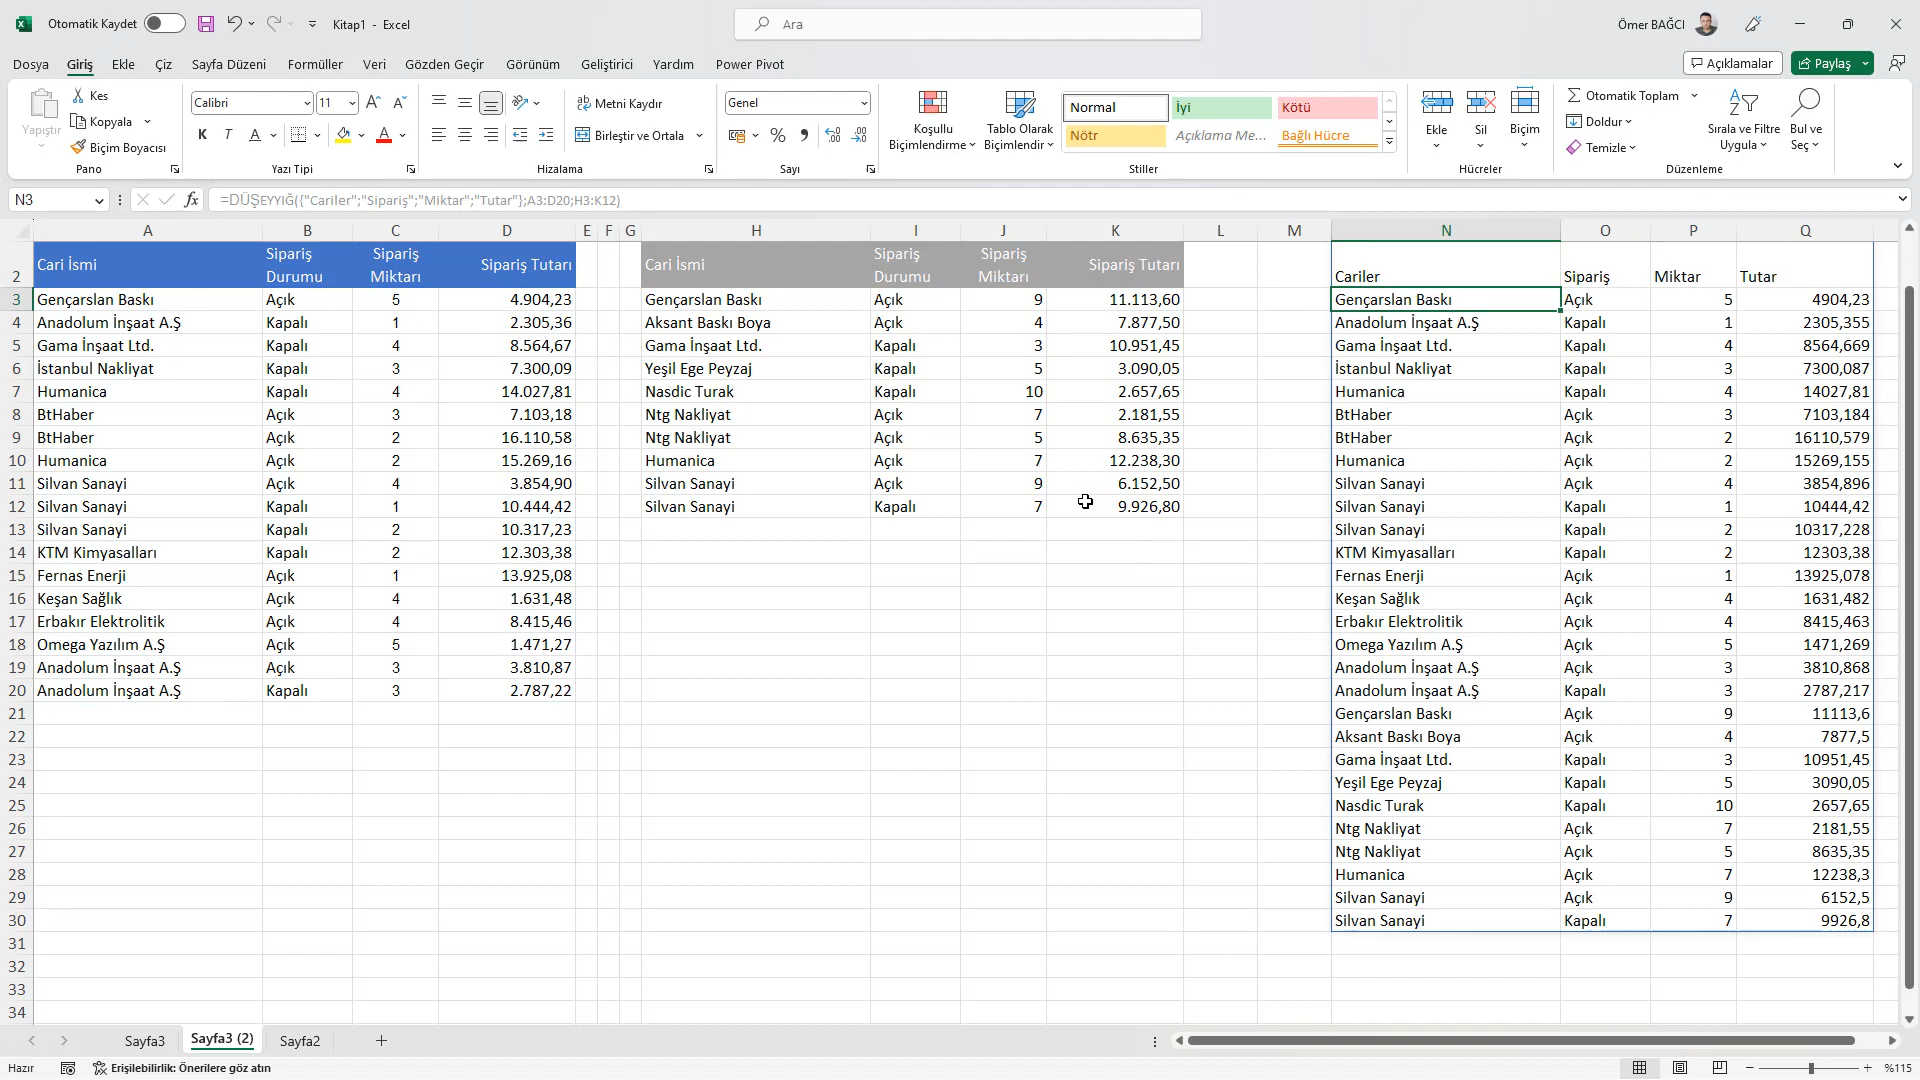 Otomatik Kaydet
Kitap1 - Excel
Ara
Ömer BAĞCI
Dosya Giriş Ekle Çiz Sayfa Düzeni Formüller Veri Gözden Geçir Görünüm Geliştirici Yardım Power Pivot
Açıklamalar Paylaş
Yapıştır
Kes
Kopyala
Biçim Boyacısı
Pano
Calibri 11
K T A
Yazı Tipi
Metni Kaydır
Birleştir ve Ortala
Hizalama
Genel
Sayı
Koşullu Biçimlendirme
Tablo Olarak Biçimlendir
Normal İyi Kötü
Nötr Açıklama Me... Bağlı Hücre
Stiller
Ekle Sil Biçim
Hücreler
Otomatik Toplam
Doldur
Temizle
Sırala ve Filtre Uygula
Bul ve Seç
Düzenleme
N3
fx =DÜŞEYYIĞ({"Cariler";"Sipariş";"Miktar";"Tutar"};A3:D20;H3:K12)
A B C D E F G H I J K L M N O P Q
2 Cari İsmi Sipariş Durumu Sipariş Miktarı Sipariş Tutarı Cari İsmi Sipariş Durumu Sipariş Miktarı Sipariş Tutarı Cariler Sipariş Miktar Tutar
3 Gençarslan Baskı Açık 5 4.904,23 Gençarslan Baskı Açık 9 11.113,60 Gençarslan Baskı Açık 5 4904,23
4 Anadolum İnşaat A.Ş Kapalı 1 2.305,36 Aksant Baskı Boya Açık 4 7.877,50 Anadolum İnşaat A.Ş Kapalı 1 2305,355
5 Gama İnşaat Ltd. Kapalı 4 8.564,67 Gama İnşaat Ltd. Kapalı 3 10.951,45 Gama İnşaat Ltd. Kapalı 4 8564,669
6 İstanbul Nakliyat Kapalı 3 7.300,09 Yeşil Ege Peyzaj Kapalı 5 3.090,05 İstanbul Nakliyat Kapalı 3 7300,087
7 Humanica Kapalı 4 14.027,81 Nasdic Turak Kapalı 10 2.657,65 Humanica Kapalı 4 14027,81
8 BtHaber Açık 3 7.103,18 Ntg Nakliyat Açık 7 2.181,55 BtHaber Açık 3 7103,184
9 BtHaber Açık 2 16.110,58 Ntg Nakliyat Açık 5 8.635,35 BtHaber Açık 2 16110,579
10 Humanica Açık 2 15.269,16 Humanica Açık 7 12.238,30 Humanica Açık 2 15269,155
11 Silvan Sanayi Açık 4 3.854,90 Silvan Sanayi Açık 9 6.152,50 Silvan Sanayi Açık 4 3854,896
12 Silvan Sanayi Kapalı 1 10.444,42 Silvan Sanayi Kapalı 7 9.926,80 Silvan Sanayi Kapalı 1 10444,42
13 Silvan Sanayi Kapalı 2 10.317,23 Silvan Sanayi Kapalı 2 10317,228
14 KTM Kimyasalları Kapalı 2 12.303,38 KTM Kimyasalları Kapalı 2 12303,38
15 Fernas Enerji Açık 1 13.925,08 Fernas Enerji Açık 1 13925,078
16 Keşan Sağlık Açık 4 1.631,48 Keşan Sağlık Açık 4 1631,482
17 Erbakır Elektrolitik Açık 4 8.415,46 Erbakır Elektrolitik Açık 4 8415,463
18 Omega Yazılım A.Ş Açık 5 1.471,27 Omega Yazılım A.Ş Açık 5 1471,269
19 Anadolum İnşaat A.Ş Açık 3 3.810,87 Anadolum İnşaat A.Ş Açık 3 3810,868
20 Anadolum İnşaat A.Ş Kapalı 3 2.787,22 Anadolum İnşaat A.Ş Kapalı 3 2787,217
21 Gençarslan Baskı Açık 9 11113,6
22 Aksant Baskı Boya Açık 4 7877,5
23 Gama İnşaat Ltd. Kapalı 3 10951,45
24 Yeşil Ege Peyzaj Kapalı 5 3090,05
25 Nasdic Turak Kapalı 10 2657,65
26 Ntg Nakliyat Açık 7 2181,55
27 Ntg Nakliyat Açık 5 8635,35
28 Humanica Açık 7 12238,3
29 Silvan Sanayi Açık 9 6152,5
30 Silvan Sanayi Kapalı 7 9926,8
31
32
33
34
Sayfa3 Sayfa3 (2) Sayfa2
Hazır Erişilebilirlik: Önerilere göz atın
%115